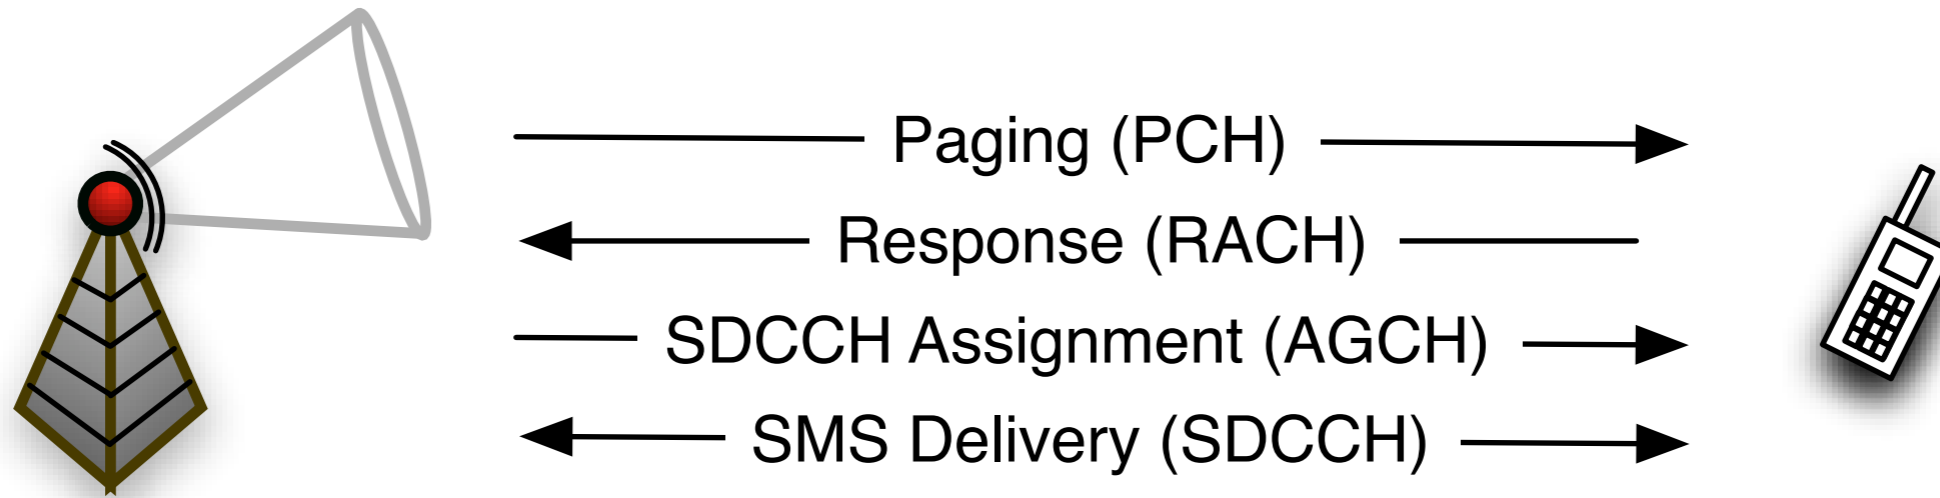 Paging (PCH)
Response (RACH)
SDCCH Assignment (AGCH)
SMS Delivery (SDCCH)